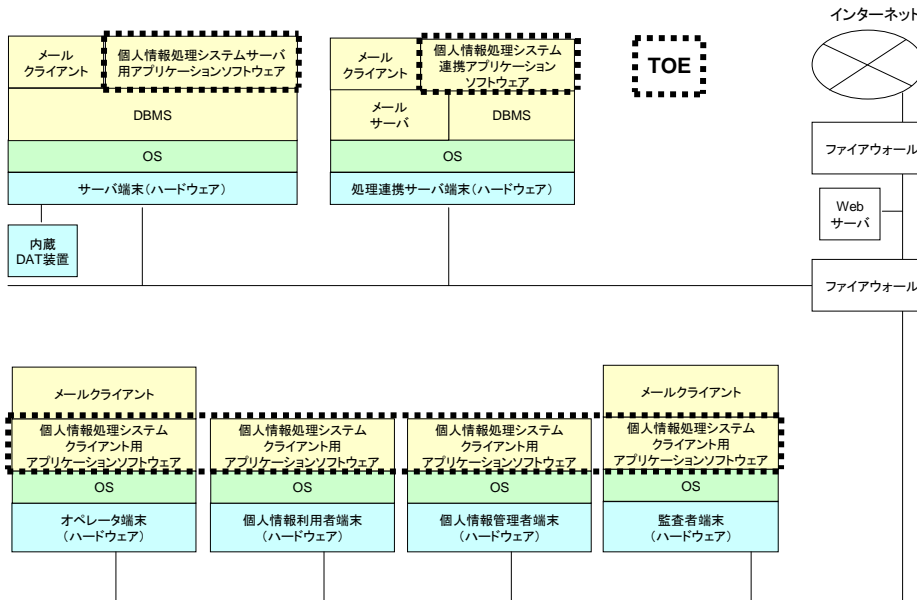 インターネット
メール
クライアント
個人情報処理システムサーバ
用アプリケーションソフトウェア
DBMS
OS
サーバ端末（ハードウェア）
内蔵
DAT装置
メール
クライアント
個人情報処理システム
連携アプリケーション
ソフトウェア
メール
サーバ
DBMS
OS
処理連携サーバ端末（ハードウェア）
TOE
ファイアウォール
Web
サーバ
ファイアウォール
メールクライアント
個人情報処理システム
クライアント用
アプリケーションソフトウェア
OS
オペレータ端末
（ハードウェア）
個人情報処理システム
クライアント用
アプリケーションソフトウェア
OS
個人情報利用者端末
（ハードウェア）
個人情報処理システム
クライアント用
アプリケーションソフトウェア
OS
個人情報管理者端末
（ハードウェア）
メールクライアント
個人情報処理システム
クライアント用
アプリケーションソフトウェア
OS
監査者端末
（ハードウェア）